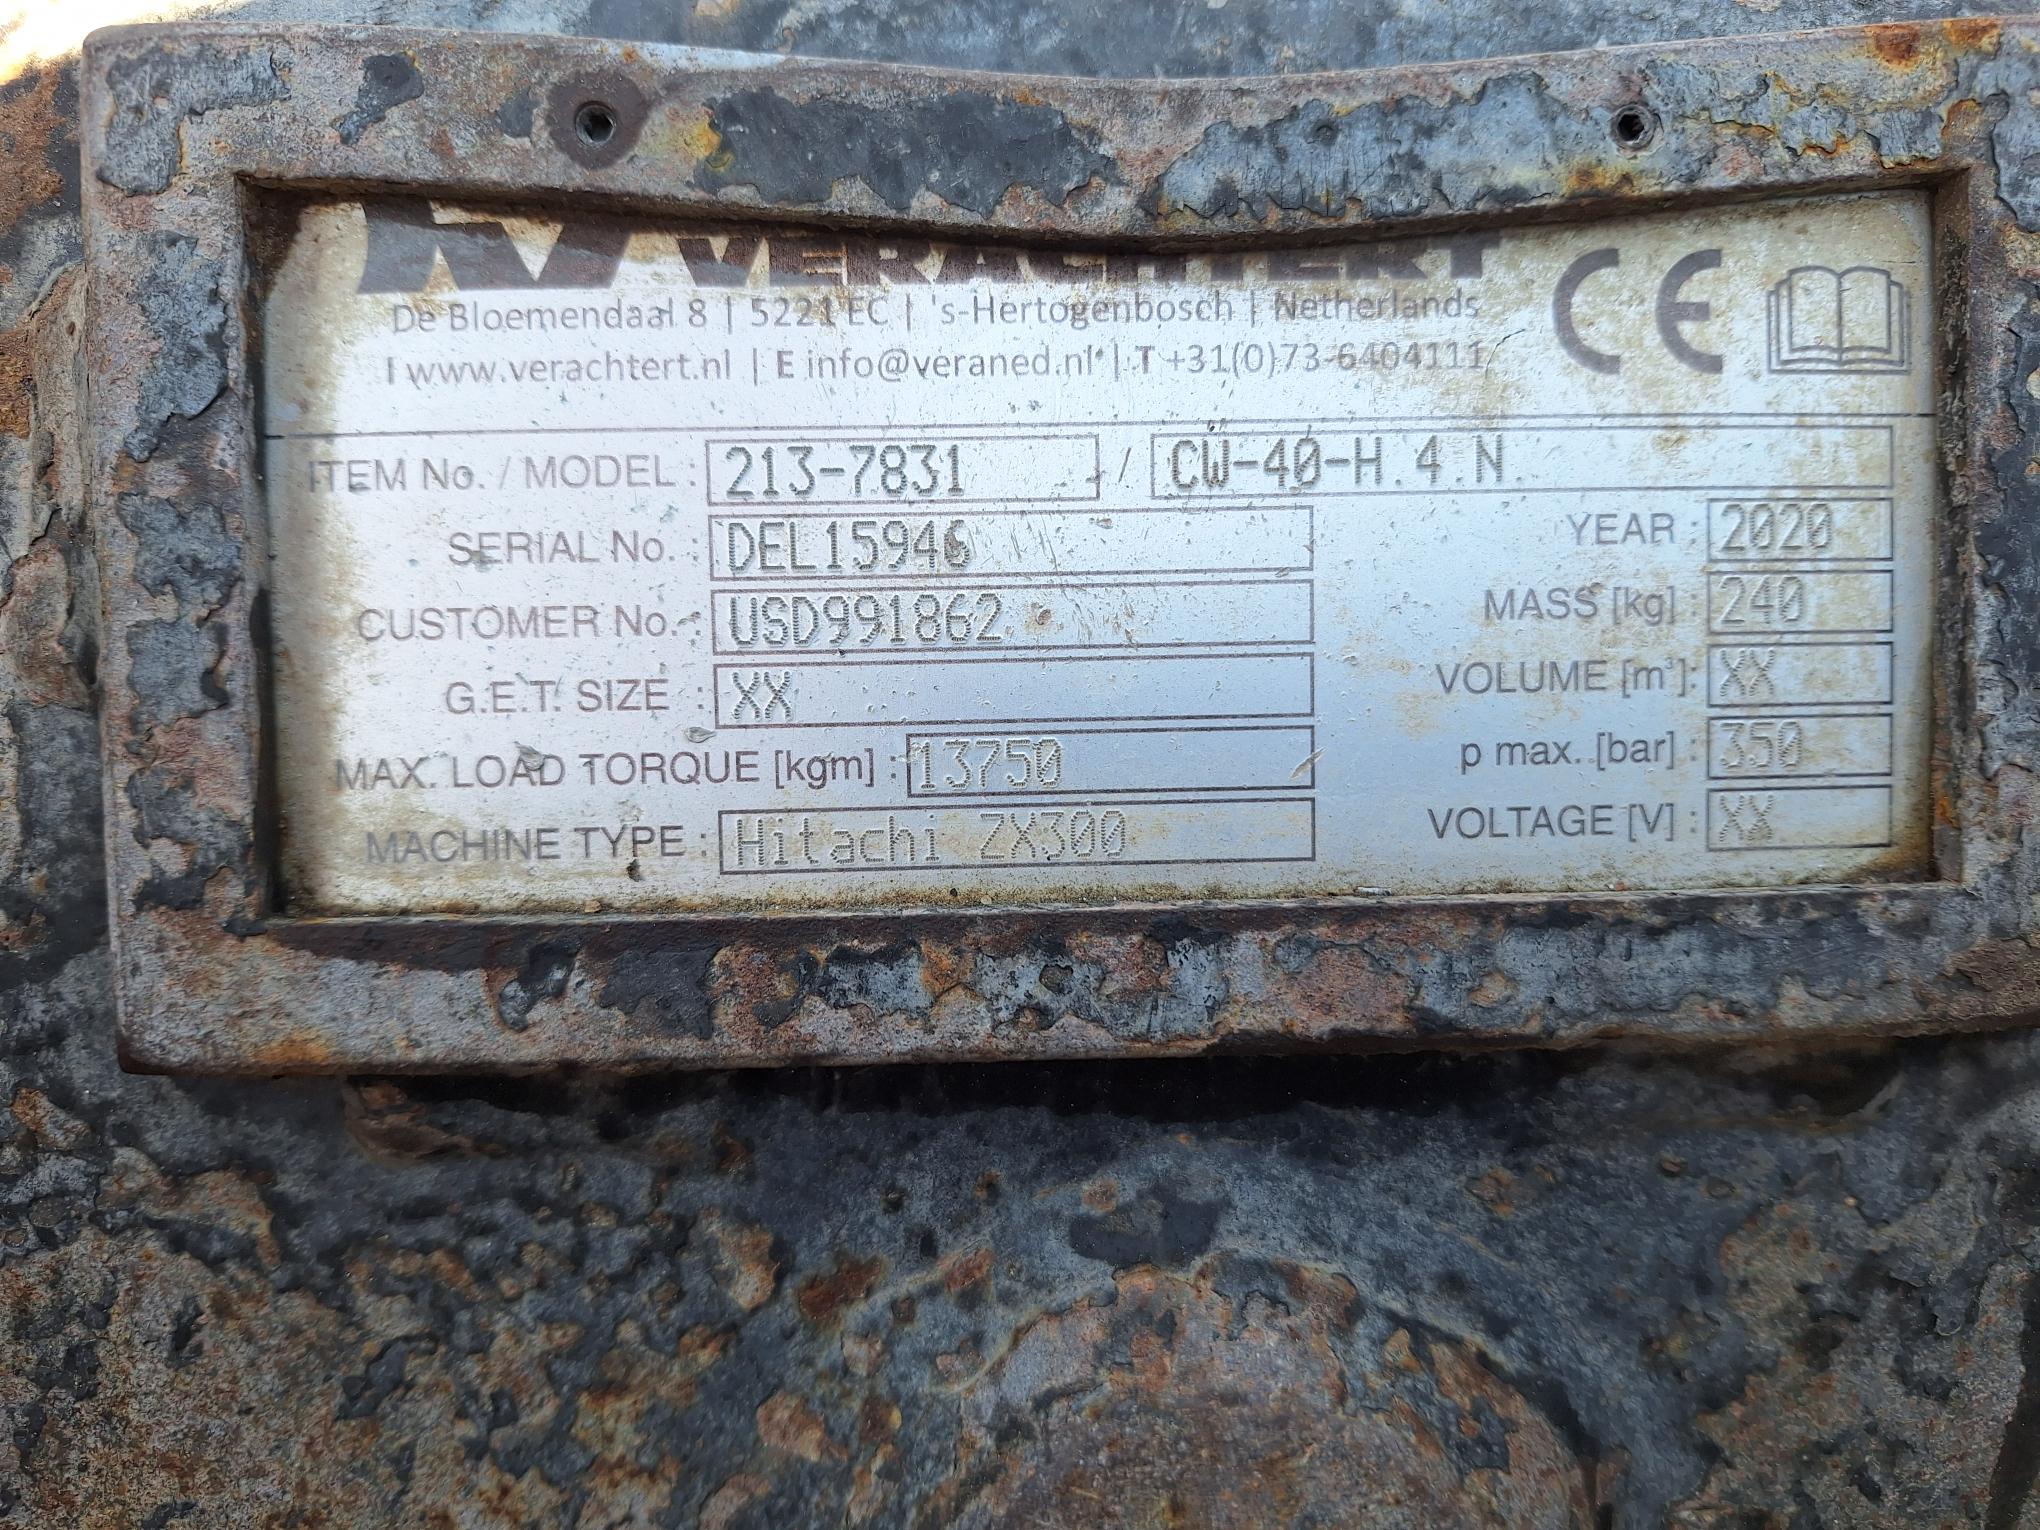 VERACHTERT
De Bloemendaal 8 | 5221 EC | 's-Hertogenbosch | Netherlands
I www.verachtert.nl | E info@veraned.nl | T +31(0)73-6404111
CE
ITEM No. / MODEL : 213-7831 / CW-40-H.4.N.
SERIAL No. : DEL15946
YEAR : 2020
CUSTOMER No. : USD991862
MASS [kg] : 240
G.E.T. SIZE : XX
VOLUME [m³]: XX
MAX. LOAD TORQUE [kgm] : 13750
p max. [bar] : 350
MACHINE TYPE : Hitachi ZX300
VOLTAGE [V] : XX